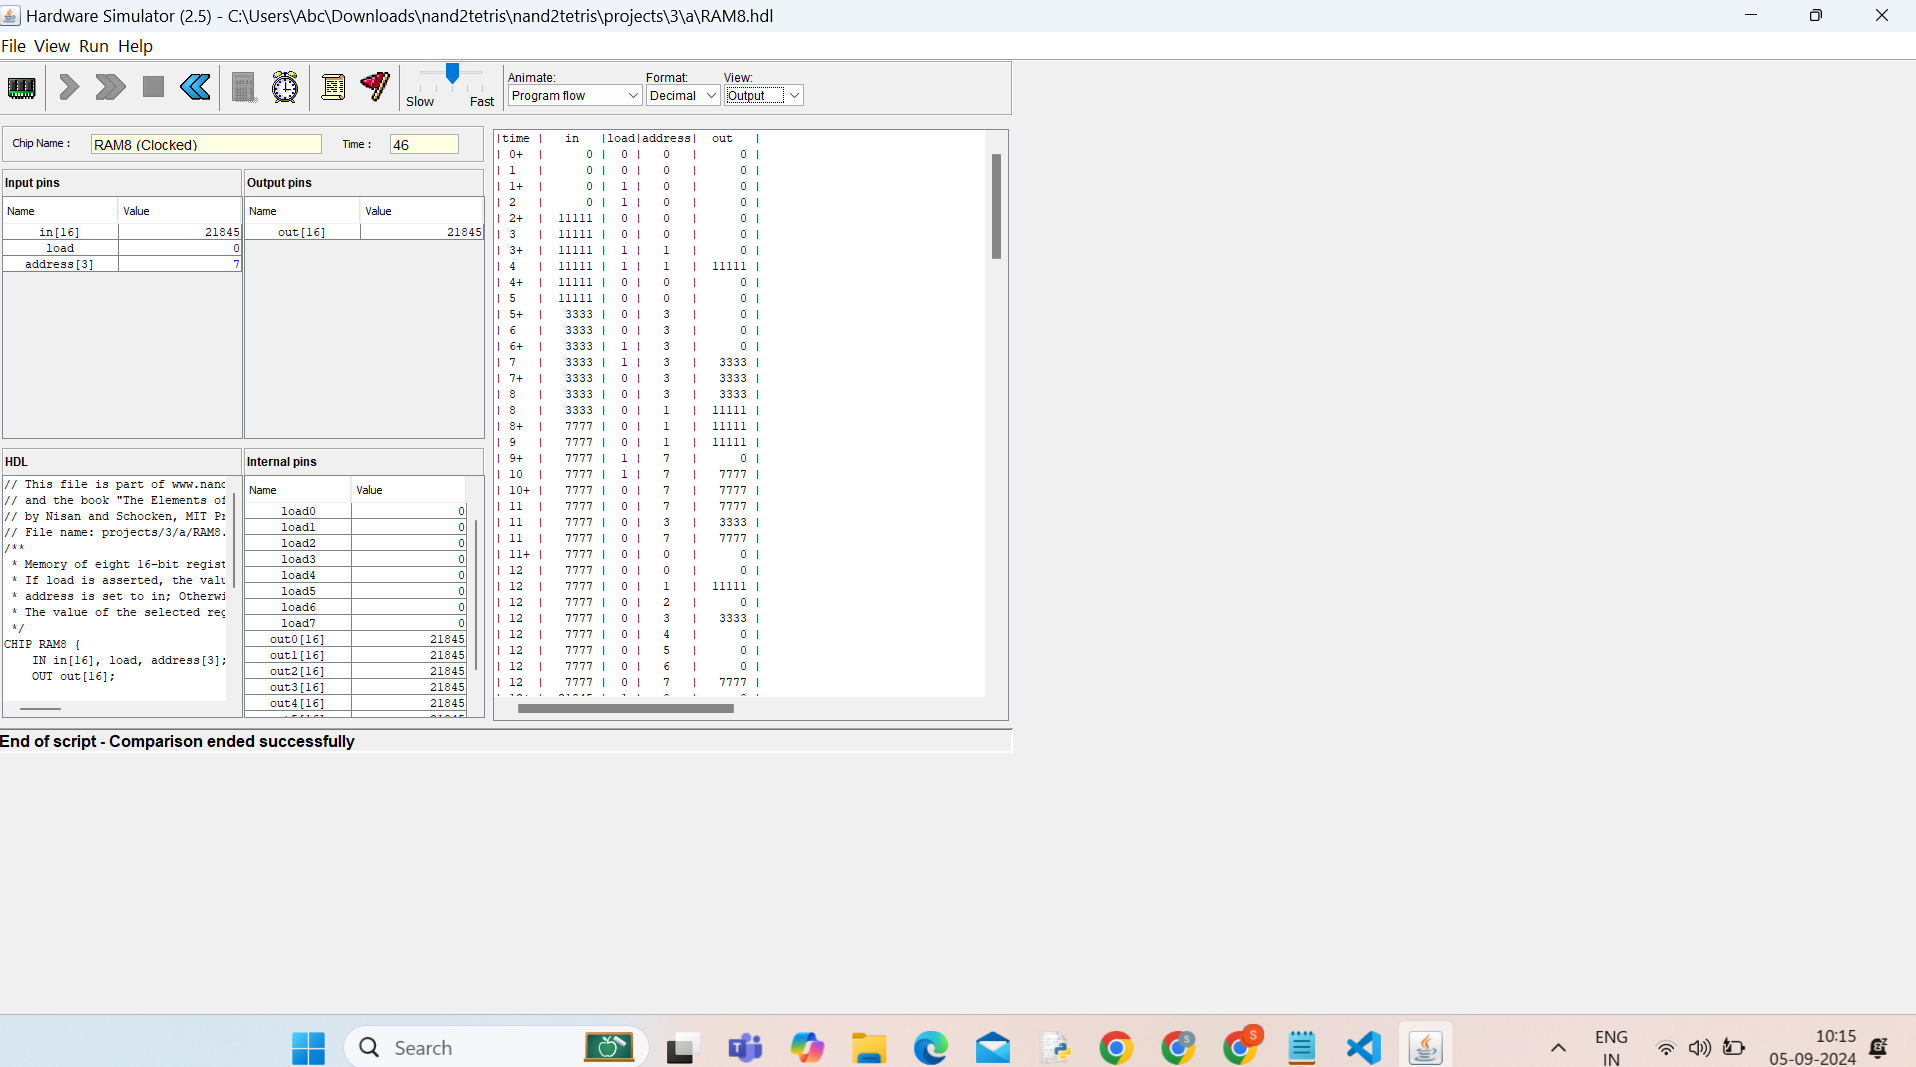 Hardware Simulator (2.5) - C:\Users\Abc\Downloads\nand2tetris\nand2tetris\projects\3\a\RAM8.hdl
File View Run Help
Slow Fast
Animate: Format: View:
Program flow Decimal Output
Chip Name : RAM8 (Clocked) Time : 46
Input pins
Name Value
in[16] 21845
load 0
address[3] 7
Output pins
Name Value
out[16] 21845
HDL
// This file is part of www.nand
// and the book "The Elements of
// by Nisan and Schocken, MIT Pr
// File name: projects/3/a/RAM8.
/**
* Memory of eight 16-bit regist
* If load is asserted, the valu
* address is set to in; Otherwi
* The value of the selected reg
*/
CHIP RAM8 {
IN in[16], load, address[3];
OUT out[16];
Internal pins
Name Value
load0 0
load1 0
load2 0
load3 0
load4 0
load5 0
load6 0
load7 0
out0[16] 21845
out1[16] 21845
out2[16] 21845
out3[16] 21845
out4[16] 21845
|time | in |load|address| out |
| 0+ | 0 | 0 | 0 | 0 |
| 1 | 0 | 0 | 0 | 0 |
| 1+ | 0 | 1 | 0 | 0 |
| 2 | 0 | 1 | 0 | 0 |
| 2+ | 11111 | 0 | 0 | 0 |
| 3 | 11111 | 0 | 0 | 0 |
| 3+ | 11111 | 1 | 1 | 0 |
| 4 | 11111 | 1 | 1 | 11111 |
| 4+ | 11111 | 0 | 0 | 0 |
| 5 | 11111 | 0 | 0 | 0 |
| 5+ | 3333 | 0 | 3 | 0 |
| 6 | 3333 | 0 | 3 | 0 |
| 6+ | 3333 | 1 | 3 | 0 |
| 7 | 3333 | 1 | 3 | 3333 |
| 7+ | 3333 | 0 | 3 | 3333 |
| 8 | 3333 | 0 | 3 | 3333 |
| 8 | 3333 | 0 | 1 | 11111 |
| 8+ | 7777 | 0 | 1 | 11111 |
| 9 | 7777 | 0 | 1 | 11111 |
| 9+ | 7777 | 1 | 7 | 0 |
| 10 | 7777 | 1 | 7 | 7777 |
| 10+ | 7777 | 0 | 7 | 7777 |
| 11 | 7777 | 0 | 7 | 7777 |
| 11 | 7777 | 0 | 3 | 3333 |
| 11 | 7777 | 0 | 7 | 7777 |
| 11+ | 7777 | 0 | 0 | 0 |
| 12 | 7777 | 0 | 0 | 0 |
| 12 | 7777 | 0 | 1 | 11111 |
| 12 | 7777 | 0 | 2 | 0 |
| 12 | 7777 | 0 | 3 | 3333 |
| 12 | 7777 | 0 | 4 | 0 |
| 12 | 7777 | 0 | 5 | 0 |
| 12 | 7777 | 0 | 6 | 0 |
| 12 | 7777 | 0 | 7 | 7777 |
End of script - Comparison ended successfully
Search
ENG
IN
10:15
05-09-2024